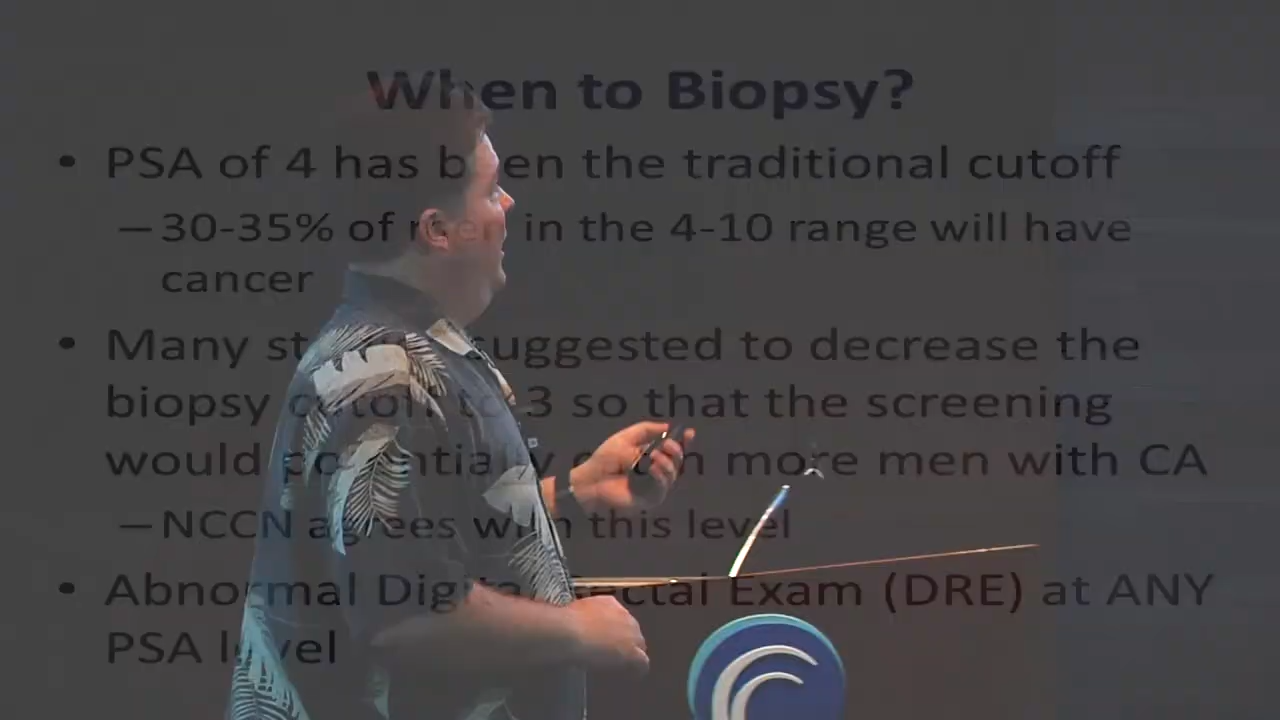 When to Biopsy?
• PSA of 4 has been the traditional cutoff
–30-35% of men in the 4-10 range will have
cancer
• Many suggested to decrease the
biopsy cutoff to 3 so that the screening
would potentially more men with CA
–NCCN agrees with this level
• Abnormal Digital Rectal Exam (DRE) at ANY
PSA level